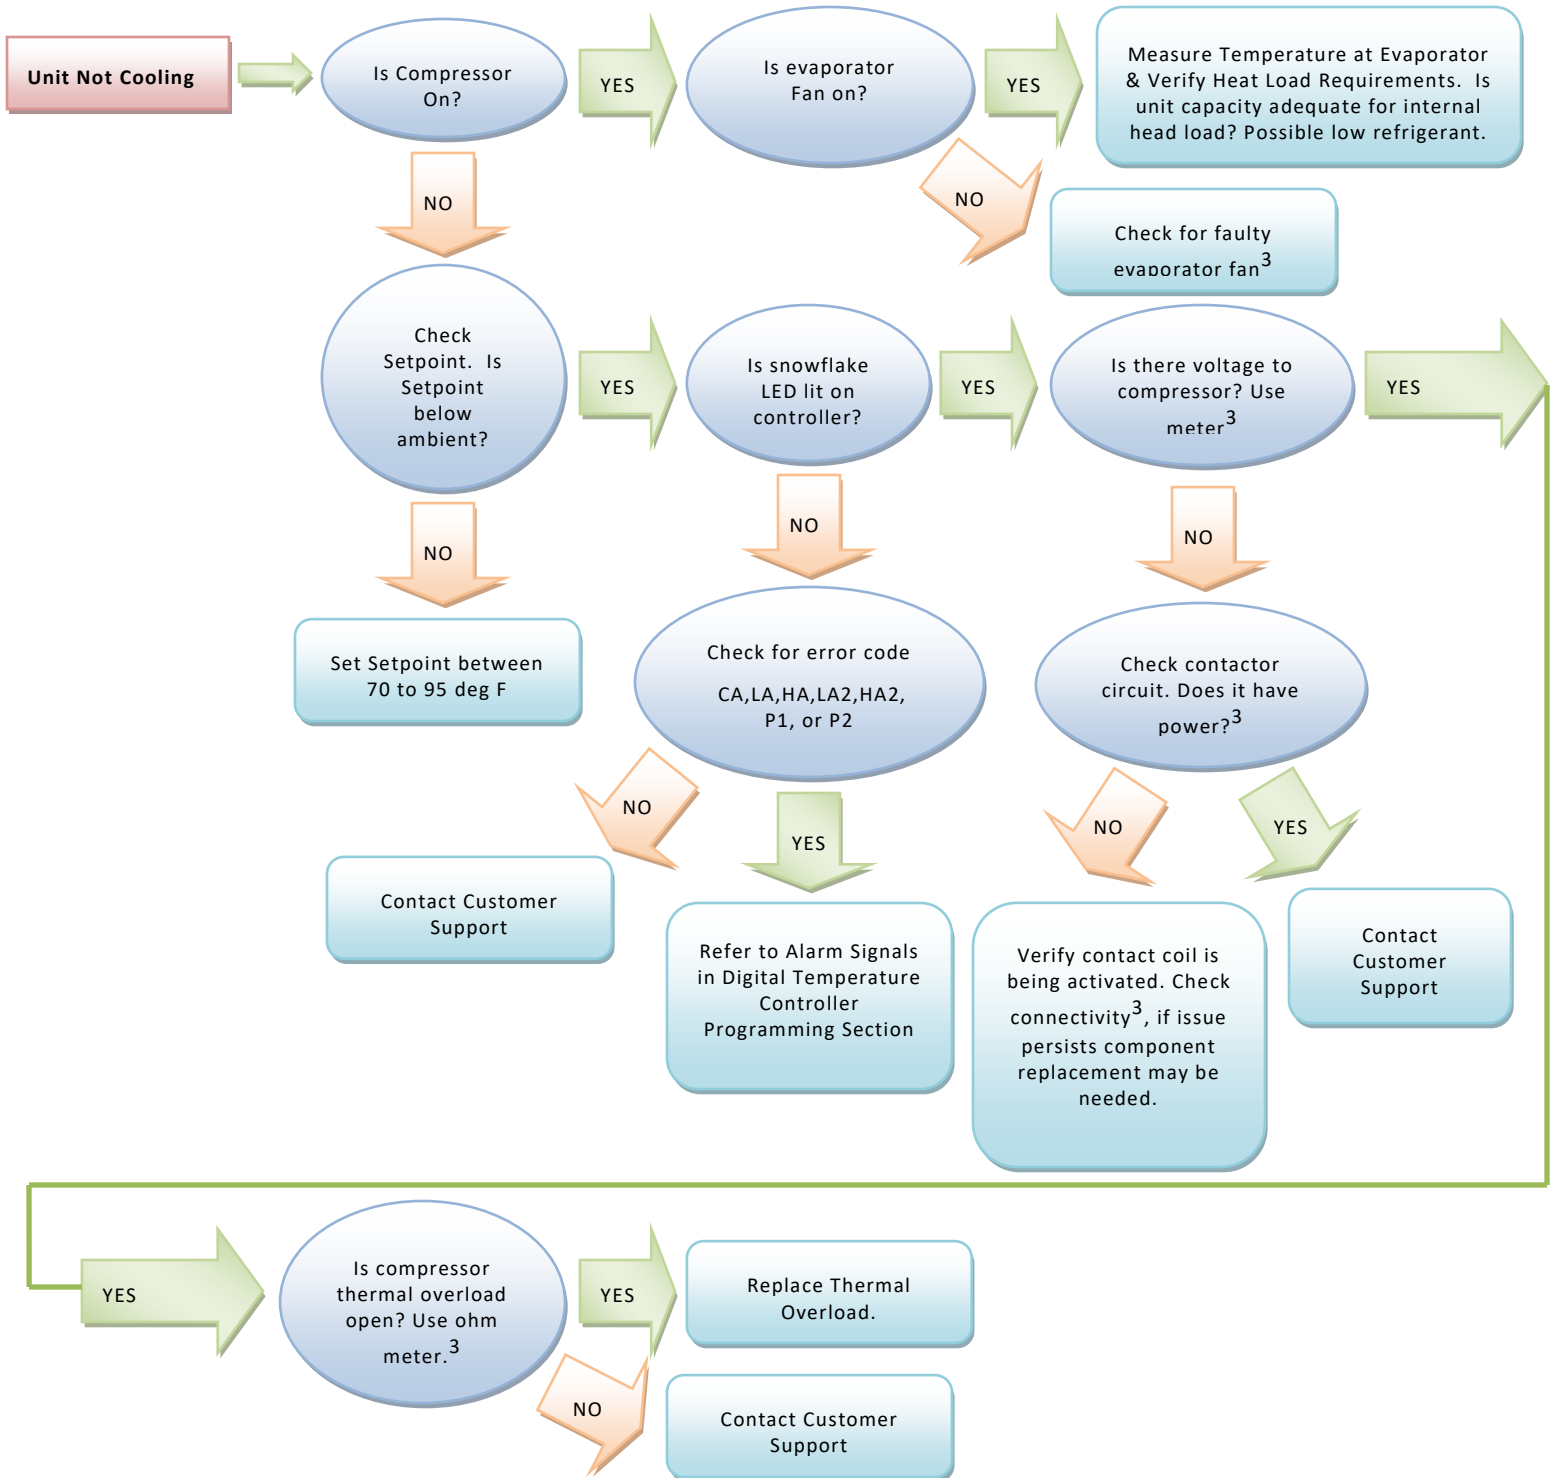 Unit Not Cooling
Is Compressor
On?
YES
Is evaporator
Fan on?
YES
Measure Temperature at Evaporator
& Verify Heat Load Requirements. Is
unit capacity adequate for internal
head load? Possible low refrigerant.
NO
NO
Check for faulty
evaporator fan3
Check
Setpoint. Is
Setpoint
below
ambient?
YES
Is snowflake
LED lit on
controller?
YES
Is there voltage to
compressor? Use
meter3
YES
NO
NO
NO
Set Setpoint between
70 to 95 deg F
Check for error code
CA,LA,HA,LA2,HA2,
P1, or P2
Check contactor
circuit. Does it have
power?3
NO
YES
NO
YES
Contact Customer
Support
Refer to Alarm Signals
in Digital Temperature
Controller
Programming Section
Verify contact coil is
being activated. Check
connectivity3, if issue
persists component
replacement may be
needed.
Contact
Customer
Support
YES
Is compressor
thermal overload
open? Use ohm
meter.3
YES
Replace Thermal
Overload.
NO
Contact Customer
Support